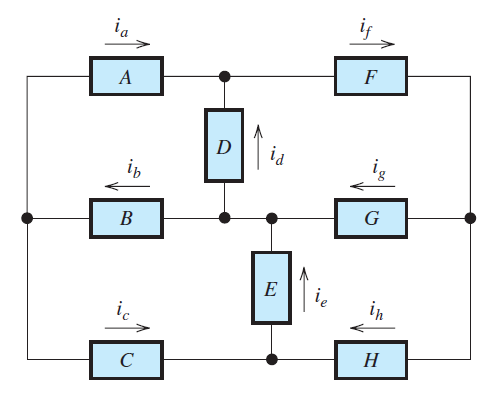 i_a i_f
A F
D i_d
i_b i_g
B G
E i_e
i_c i_h
C H